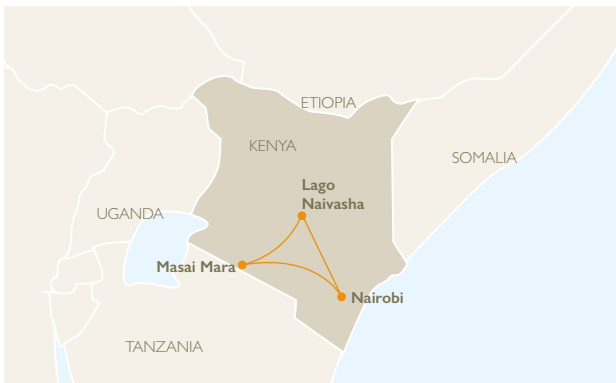 ETIOPIA
KENYA
SOMALIA
Lago
Naivasha
UGANDA
Masai Mara
Nairobi
TANZANIA